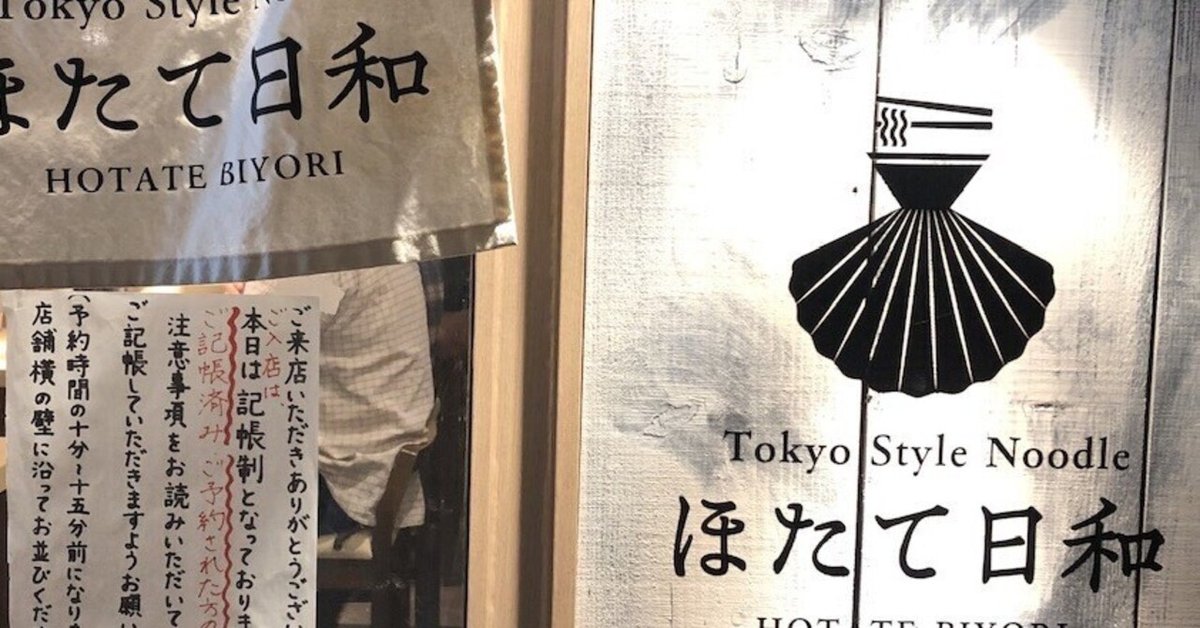 Tokyo Style
ほたて日和
HOTATE BIYORI
ご来店いただきありがとうござい
ご入店は、
本日は記帳制となっておりま
ご記帳済み、ご予約された方の
注意事項をお読みいただいて
ご記帳していただきますようお願い
予約時間の十分〜十五分前になりま
店舗横の壁に沿ってお並びくだ
Tokyo Style Noodle
ほたて日和
HOTATE BIYORI